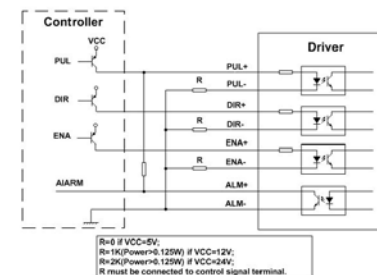 Controller
VCC
Driver
PUL
PUL+
R
PUL-
DIR
DIR+
R
DIR-
ENA
ENA+
R
ENA-
AIARM
ALM+
ALM-
R=0 if VCC=5V;
R=1K(Power>0.125W) if VCC=12V;
R=2K(Power>0.125W) if VCC=24V;
R must be connected to control signal terminal.